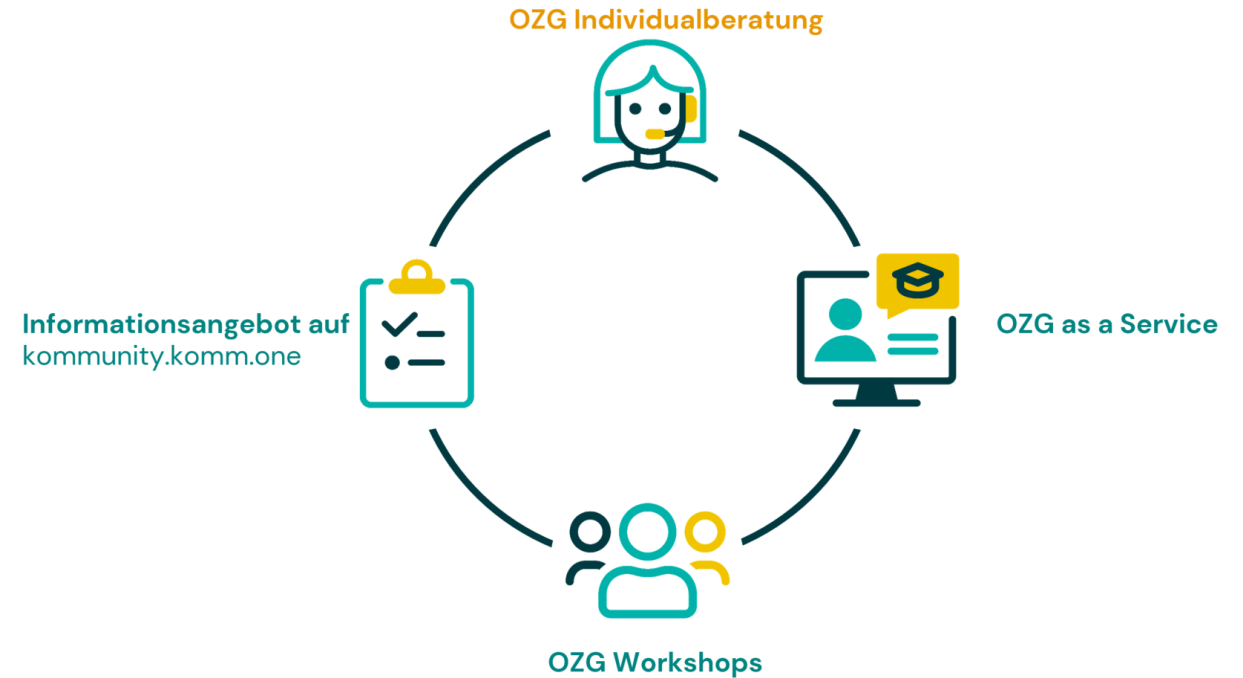 OZG Individualberatung
Informationsangebot auf
kommunity.komm.one
OZG as a Service
OZG Workshops